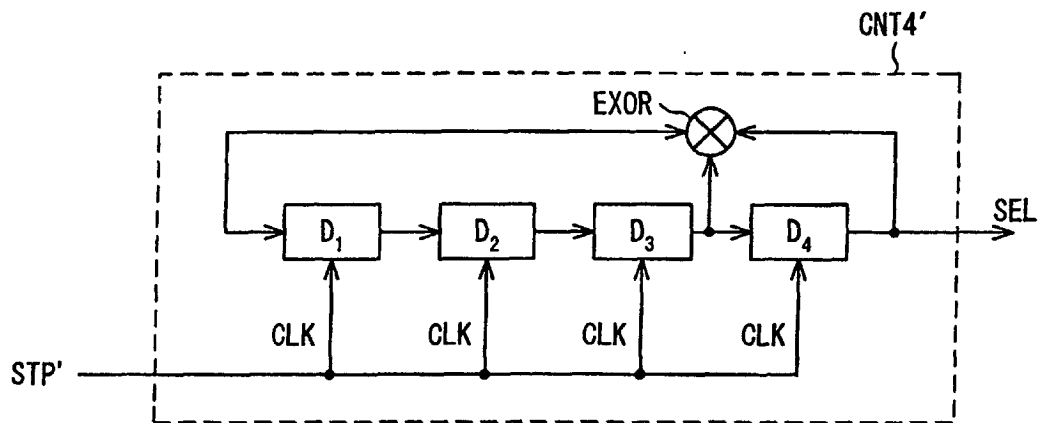 CNT4'
EXOR
D1 D2 D3 D4 SEL
CLK CLK CLK CLK
STP'